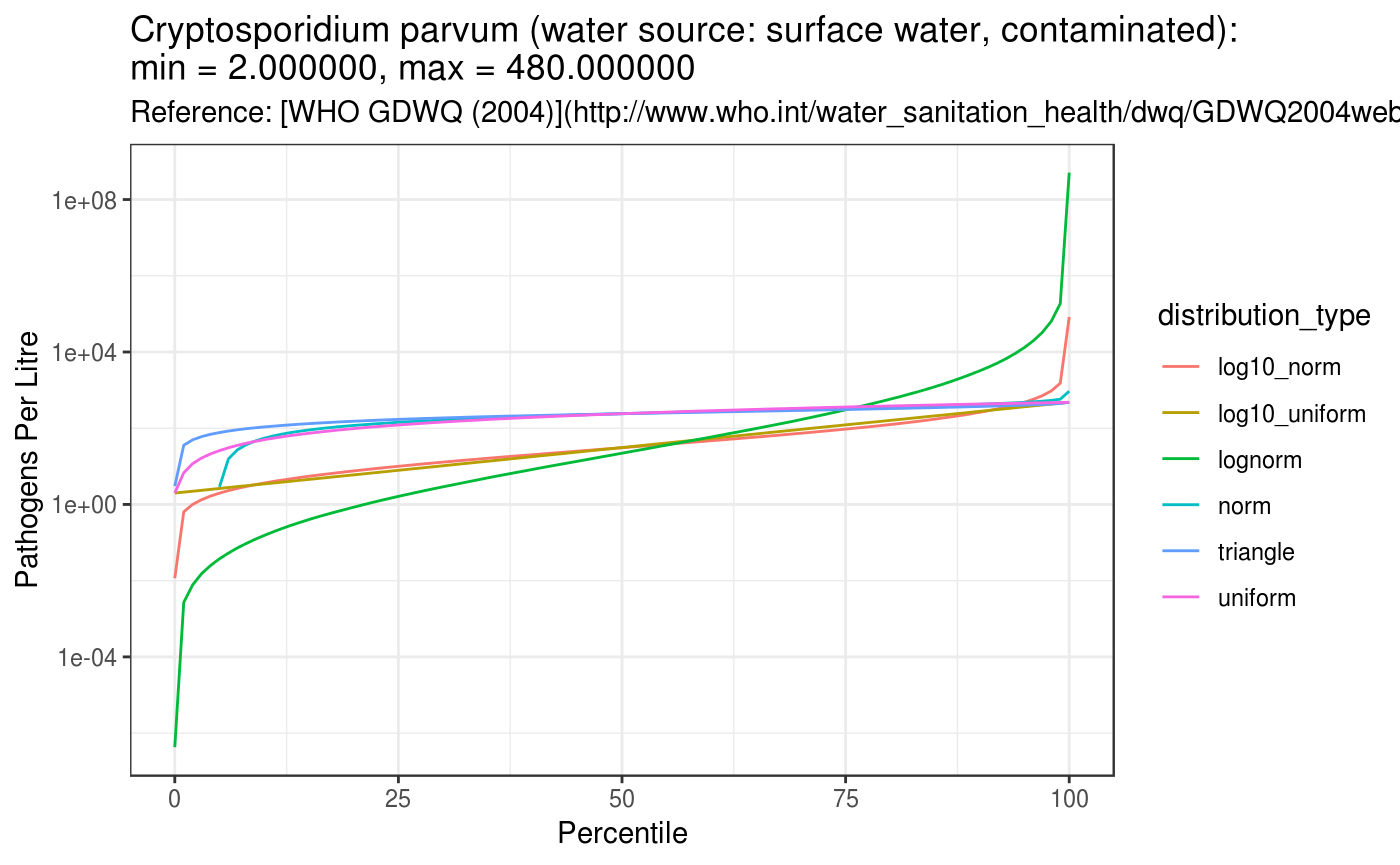 Cryptosporidium parvum (water source: surface water, contaminated):
min = 2.000000, max = 480.000000
Reference: [WHO GDWQ (2004)](http://www.who.int/water_sanitation_health/dwq/GDWQ2004web
Pathogens Per Litre
1e+08
1e+04
1e+00
1e-04
0 25 50 75 100
Percentile
distribution_type
log10_norm
log10_uniform
lognorm
norm
triangle
uniform